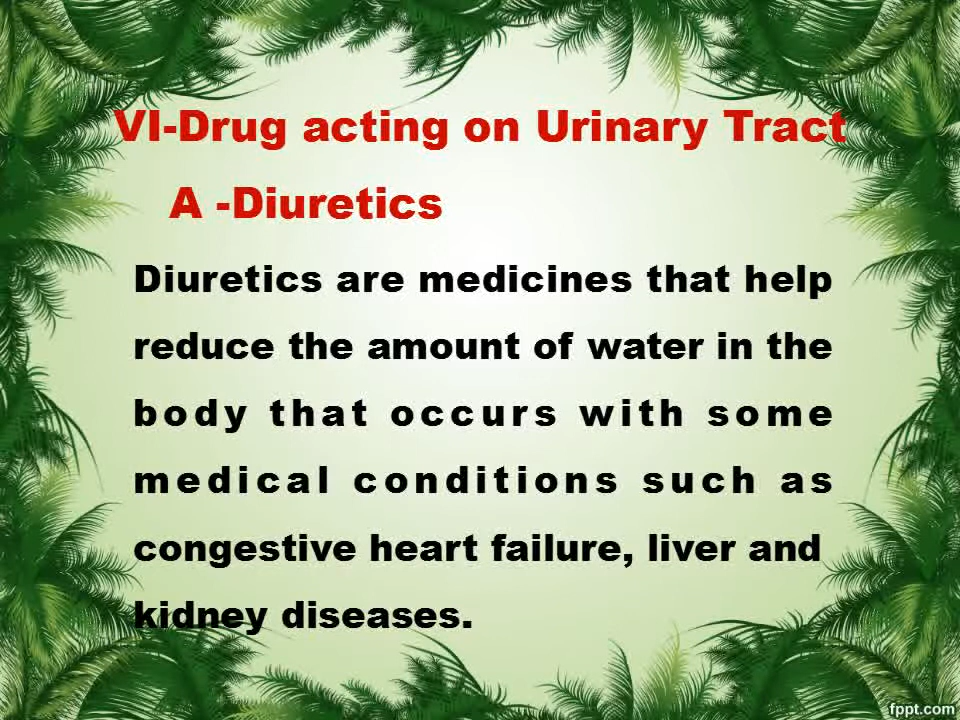 VI-Drug acting on Urinary Tract
A -Diuretics
Diuretics are medicines that help
reduce the amount of water in the
body that occurs with some
medical conditions such as
congestive heart failure, liver and
kidney diseases.
fppt.com